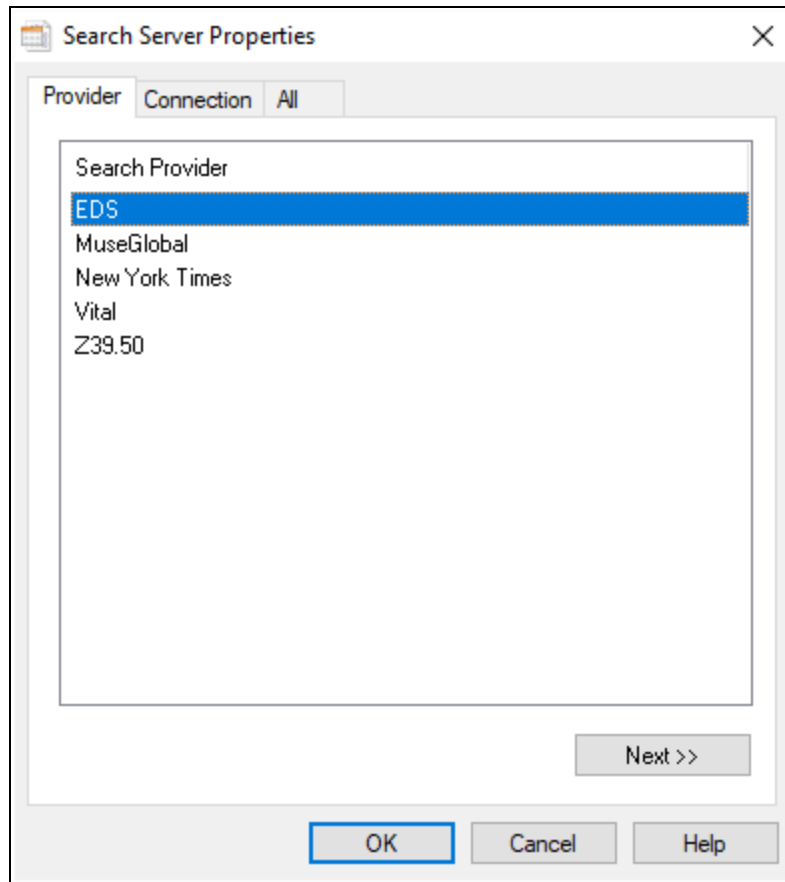 Search Server Properties
Provider Connection All
Search Provider
EDS
MuseGlobal
New York Times
Vital
Z39.50
Next >>
OK Cancel Help